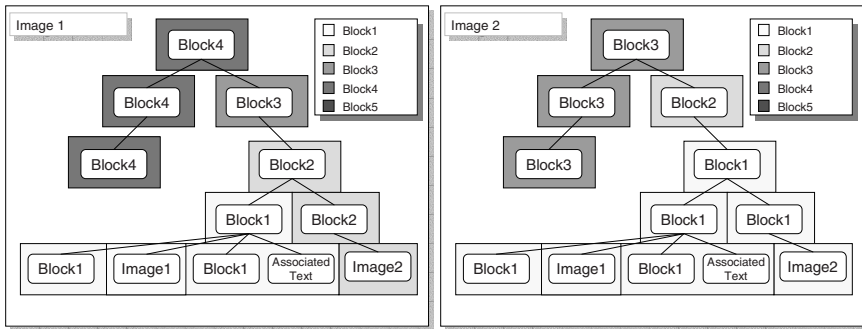 Image 1
Block1
Block2
Block3
Block4
Block5
Block4
Block4
Block3
Block4
Block2
Block1
Block2
Block1
Image1
Block1
Associated
Text
Image2
Image 2
Block1
Block2
Block3
Block4
Block5
Block3
Block3
Block2
Block3
Block1
Block1
Block1
Block1
Image1
Block1
Associated
Text
Image2